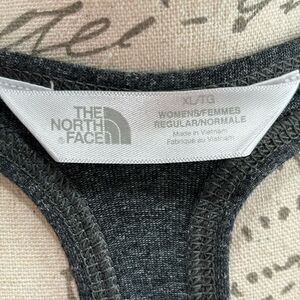 THE
NORTH
FACE
XL/TG
WOMENS/FEMMES
REGULAR/NORMALE
Made in Vietnam
Fabriqué au Vietnam